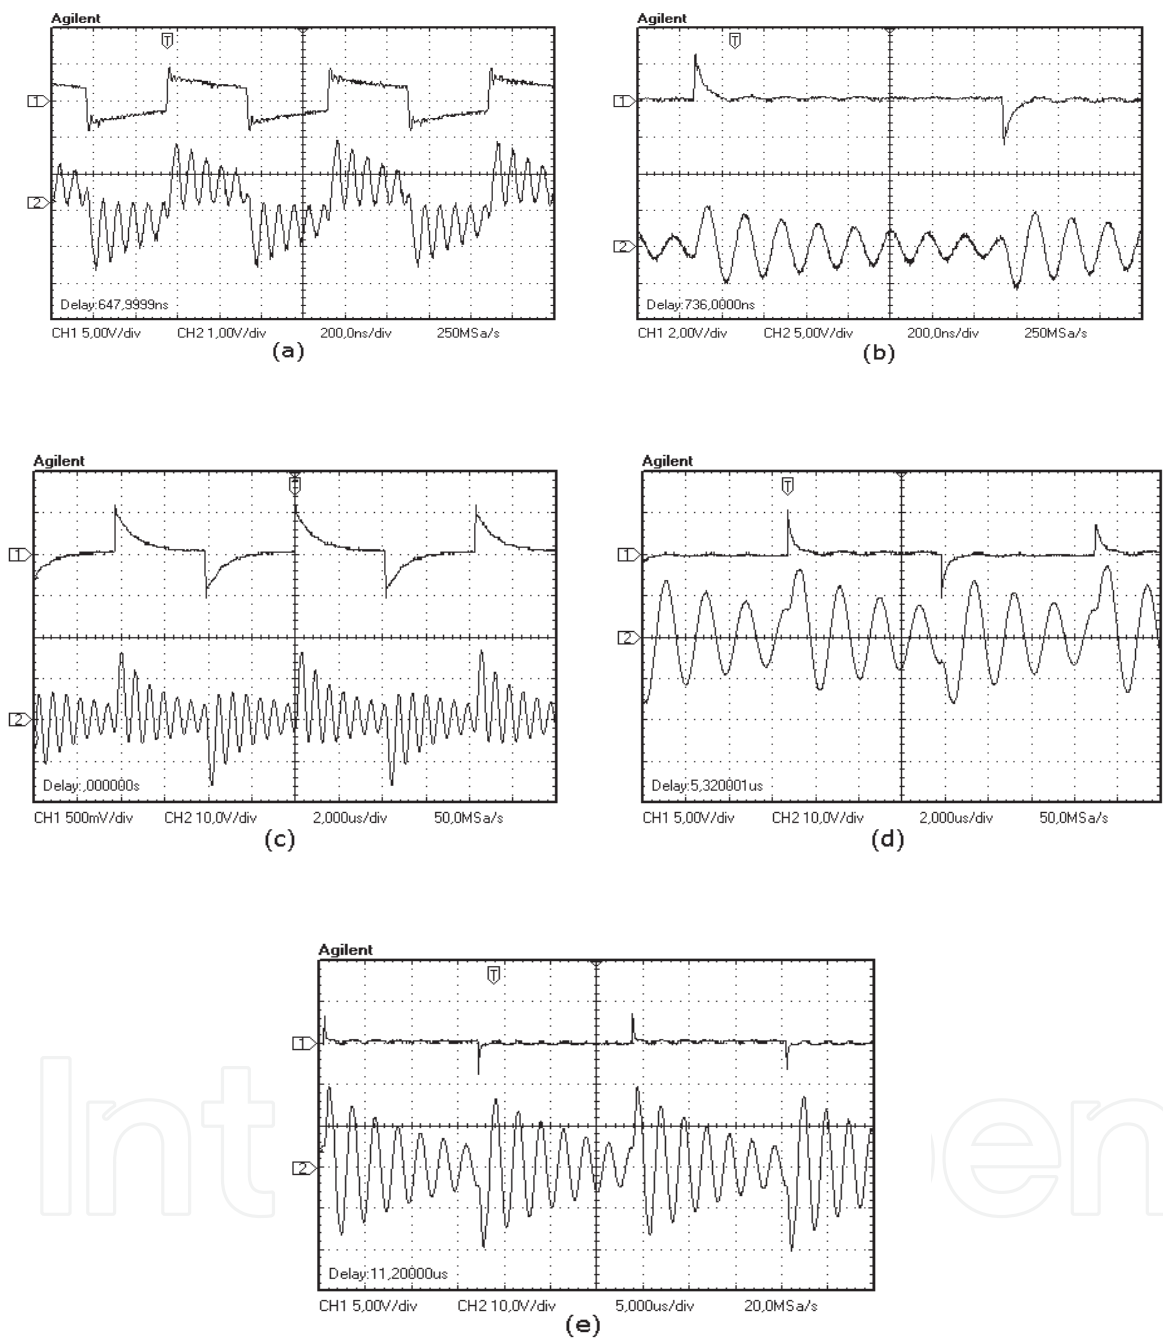 Agilent
T
1
2
Delay:647,9999ns
CH1 5,00V/div CH2 1,00V/div 200,0ns/div 250MSa/s
(a)
Agilent
T
1
2
Delay:736,0000ns
CH1 2,00V/div CH2 5,00V/div 200,0ns/div 250MSa/s
(b)
Agilent
T
1
2
Delay:,000000s
CH1 500mV/div CH2 10,0V/div 2,000us/div 50,0MSa/s
(c)
Agilent
T
1
2
Delay:5,320001us
CH1 5,00V/div CH2 10,0V/div 2,000us/div 50,0MSa/s
(d)
Agilent
T
1
2
Delay:11,20000us
CH1 5,00V/div CH2 10,0V/div 5,000us/div 20,0MSa/s
(e)
Int en